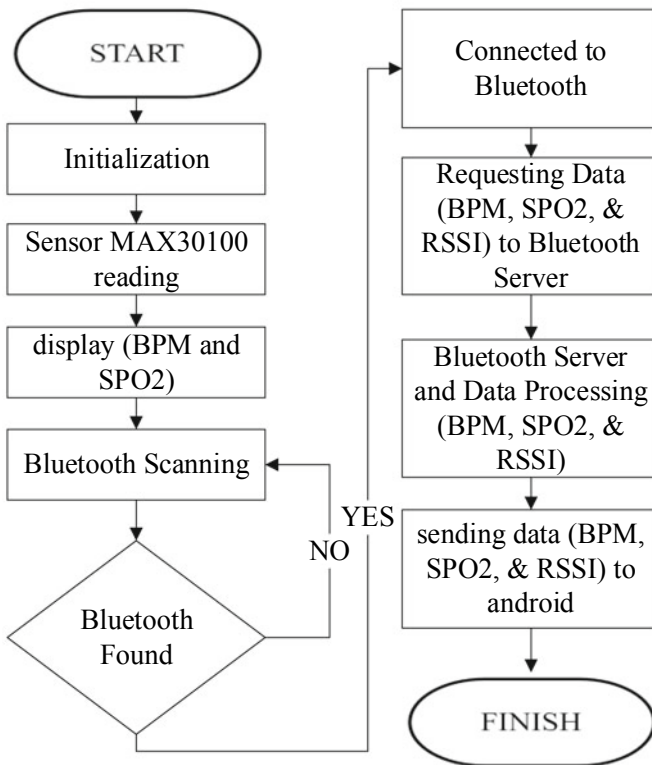 START
Initialization
Sensor MAX30100
reading
display (BPM and
SPO2)
Bluetooth Scanning
NO
YES
Bluetooth
Found
Connected to
Bluetooth
Requesting Data
(BPM, SPO2, &
RSSI) to Bluetooth
Server
Bluetooth Server
and Data Processing
(BPM, SPO2, &
RSSI)
sending data (BPM,
SPO2, & RSSI) to
android
FINISH